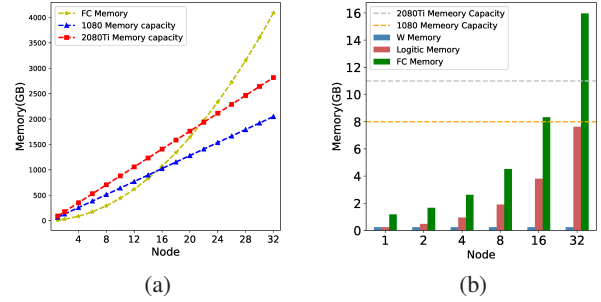 FC Memory
1080 Memory capacity
2080Ti Memory capacity
Memory(GB)
4000
3500
3000
2500
2000
1500
1000
500
0
4 8 12 16 20 24 28 32
Node
(a)
2080Ti Memeory Capacity
1080 Memory Capacity
W Memory
Logitic Memory
FC Memory
Memory(GB)
16
14
12
10
8
6
4
2
0
1 2 4 8 16 32
Node
(b)